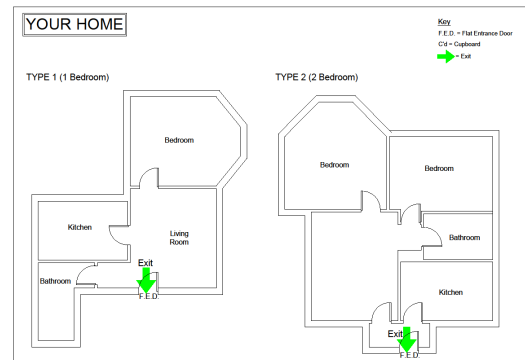 YOUR HOME
Key
F.E.D. = Flat Entrance Door
C'd = Cupboard
= Exit
TYPE 1 (1 Bedroom)
Bedroom
Kitchen
Living
Room
Bathroom
Exit
F.E.D.
TYPE 2 (2 Bedroom)
Bedroom
Bedroom
Bathroom
Kitchen
Exit
F.E.D.